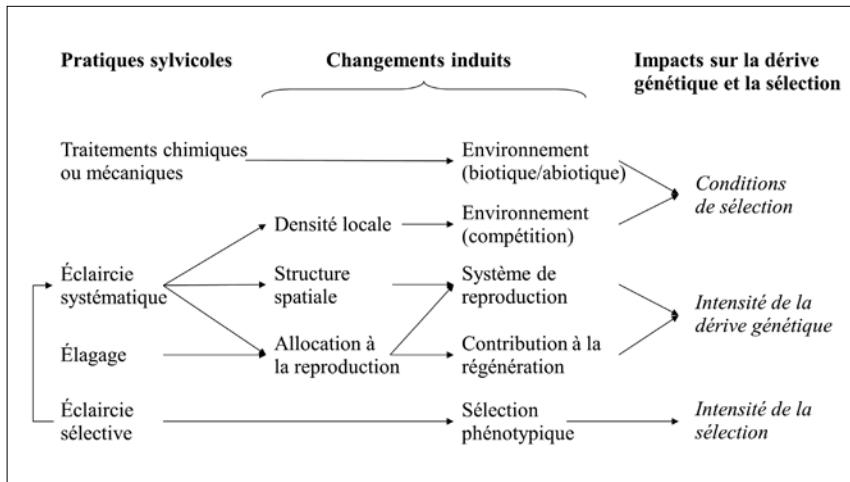 Pratiques sylvicoles
Changements induits
Impacts sur la dérive
génétique et la sélection
Traitements chimiques
ou mécaniques
Environnement
(biotique/abiotique)
Conditions
de sélection
Densité locale
Environnement
(compétition)
Éclaircie
systématique
Structure
spatiale
Système de
reproduction
Intensité de la
dérive génétique
Élagage
Allocation à
la reproduction
Contribution à la
régénération
Éclaircie
sélective
Sélection
phénotypique
Intensité de la
sélection